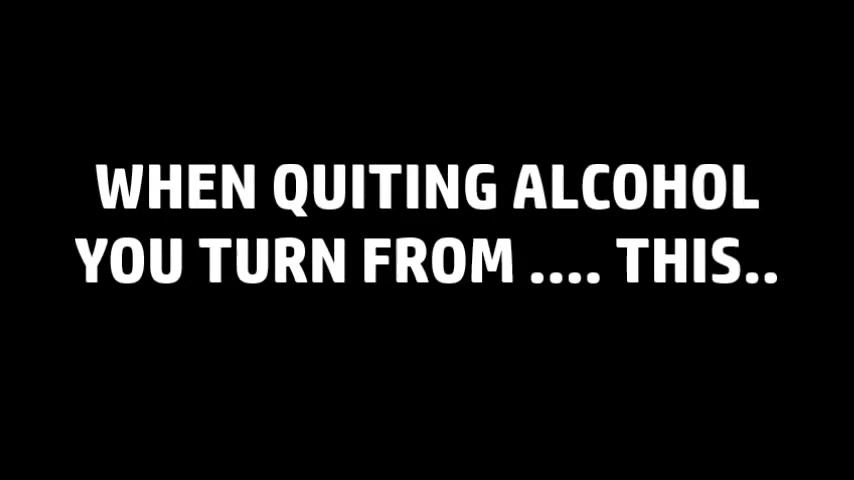 WHEN QUITING ALCOHOL
YOU TURN FROM .... THIS..